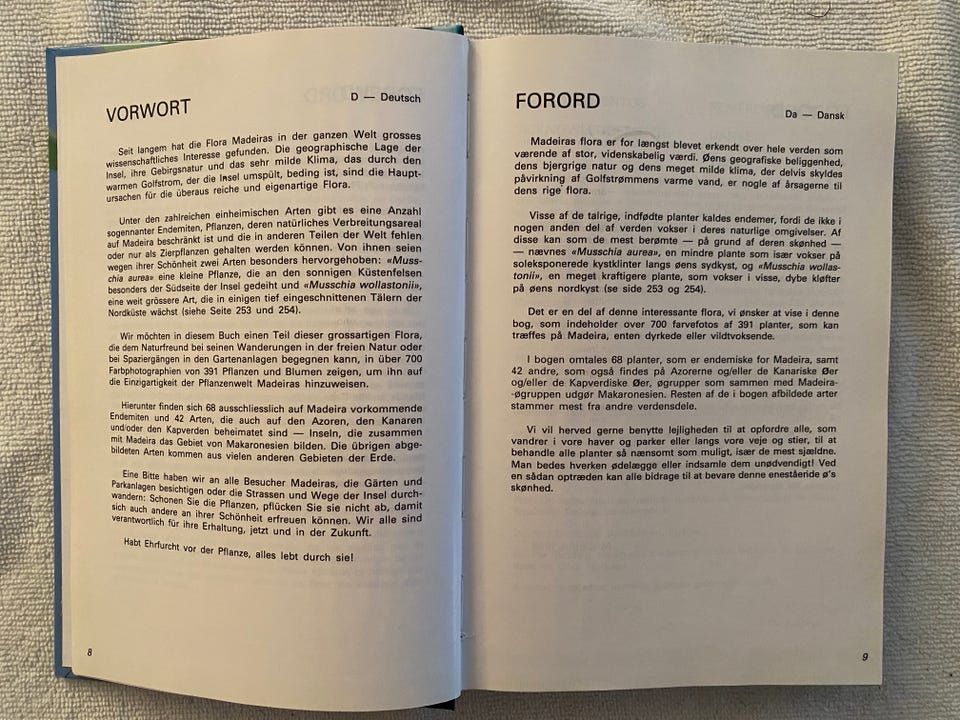 VORWORT
D — Deutsch
Seit langem hat die Flora Madeiras in der ganzen Welt grosses
wissenschaftliches Interesse gefunden. Die geographische Lage der
Insel, ihre Gebirgsnatur und das sehr milde Klima, das durch den
warmen Golfstrom, der die Insel umspült, beding ist, sind die Haupt-
ursachen für die überaus reiche und eigenartige Flora.
Unter den zahlreichen einheimischen Arten gibt es eine Anzahl
sogennanter Endemiten, Pflanzen, deren natürliches Verbreitungsareal
auf Madeira beschränkt ist und die in anderen Teilen der Welt fehlen
oder nur als Zierpflanzen gehalten werden können. Von ihnen seien
wegen ihrer Schönheit zwei Arten besonders hervorgehoben: «Muss-
chia aurea» eine kleine Pflanze, die an den sonnigen Küstenfelsen
besonders der Südseite der Insel gedeiht und «Musschia wollastonii»,
eine weit grössere Art, die in einigen tief eingeschnittenen Tälern der
Nordküste wächst (siehe Seite 253 und 254).
Wir möchten in diesem Buch einen Teil dieser grossartigen Flora,
die dem Naturfreund bei seinen Wanderungen in der freien Natur oder
bei Spaziergängen in den Gartenanlagen begegnen kann, in über 700
Farbphotographien von 391 Pflanzen und Blumen zeigen, um ihn auf
die Einzigartigkeit der Pflanzenwelt Madeiras hinzuweisen.
Hierunter finden sich 68 ausschliesslich auf Madeira vorkommende
Endemiten und 42 Arten, die auch auf den Azoren, den Kanaren
und/oder den Kapverden beheimatet sind — Inseln, die zusammen
mit Madeira das Gebiet von Makaronesien bilden. Die übrigen abge-
bildeten Arten kommen aus vielen anderen Gebieten der Erde.
Eine Bitte haben wir an alle Besucher Madeiras, die Gärten und
Parkanlagen besichtigen oder die Strassen und Wege der Insel durch-
wandern: Schonen Sie die Pflanzen, pflücken Sie sie nicht ab, damit
sich auch andere an ihrer Schönheit erfreuen können. Wir alle sind
verantwortlich für ihre Erhaltung, jetzt und in der Zukunft.
Habt Ehrfurcht vor der Pflanze, alles lebt durch sie!
8
FORORD
Da — Dansk
Madeiras flora er for længst blevet erkendt over hele verden som
værende af stor, videnskabelig værdi. Øens geografiske beliggenhed,
dens bjergrige natur og dens meget milde klima, der delvis skyldes
påvirkning af Golfstrømmens varme vand, er nogle af årsagerne til
dens rige flora.
Visse af de talrige, indfødte planter kaldes endemer, fordi de ikke i
nogen anden del af verden vokser i deres naturlige omgivelser. Af
disse kan som de mest berømte — på grund af deres skønhed —
— nævnes «Musschia aurea», en mindre plante som især vokser på
soleksponerede kystklinter langs øens sydkyst, og «Musschia wollas-
tonii», en meget kraftigere plante, som vokser i visse, dybe kløfter
på øens nordkyst (se side 253 og 254).
Det er en del af denne interessante flora, vi ønsker at vise i denne
bog, som indeholder over 700 farvefotos af 391 planter, som kan
træffes på Madeira, enten dyrkede eller vildtvoksende.
I bogen omtales 68 planter, som er endemiske for Madeira, samt
42 andre, som også findes på Azorerne og/eller de Kanariske Øer
og/eller de Kapverdiske Øer, øgrupper som sammen med Madeira-
-øgruppen udgør Makaronesien. Resten af de i bogen afbildede arter
stammer mest fra andre verdensdele.
Vi vil herved gerne benytte lejligheden til at opfordre alle, som
vandrer i vore haver og parker eller langs vore veje og stier, til at
behandle alle planter så nænsomt som muligt, især de mest sjældne.
Man bedes hverken ødelægge eller indsamle dem unødvendigt! Ved
en sådan optræden kan alle bidrage til at bevare denne enestående ø's
skønhed.
9